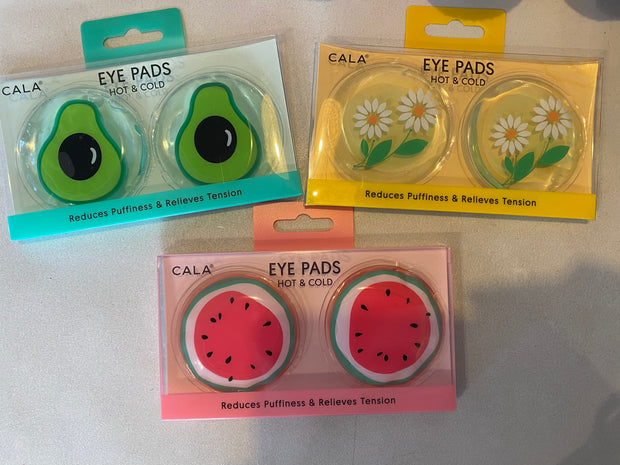 CALA®
EYE PADS
HOT & COLD
Reduces Puffiness & Relieves Tension
CALA®
EYE PADS
HOT & COLD
Reduces Puffiness & Relieves Tension
CALA®
EYE PADS
HOT & COLD
Reduces Puffiness & Relieves Tension